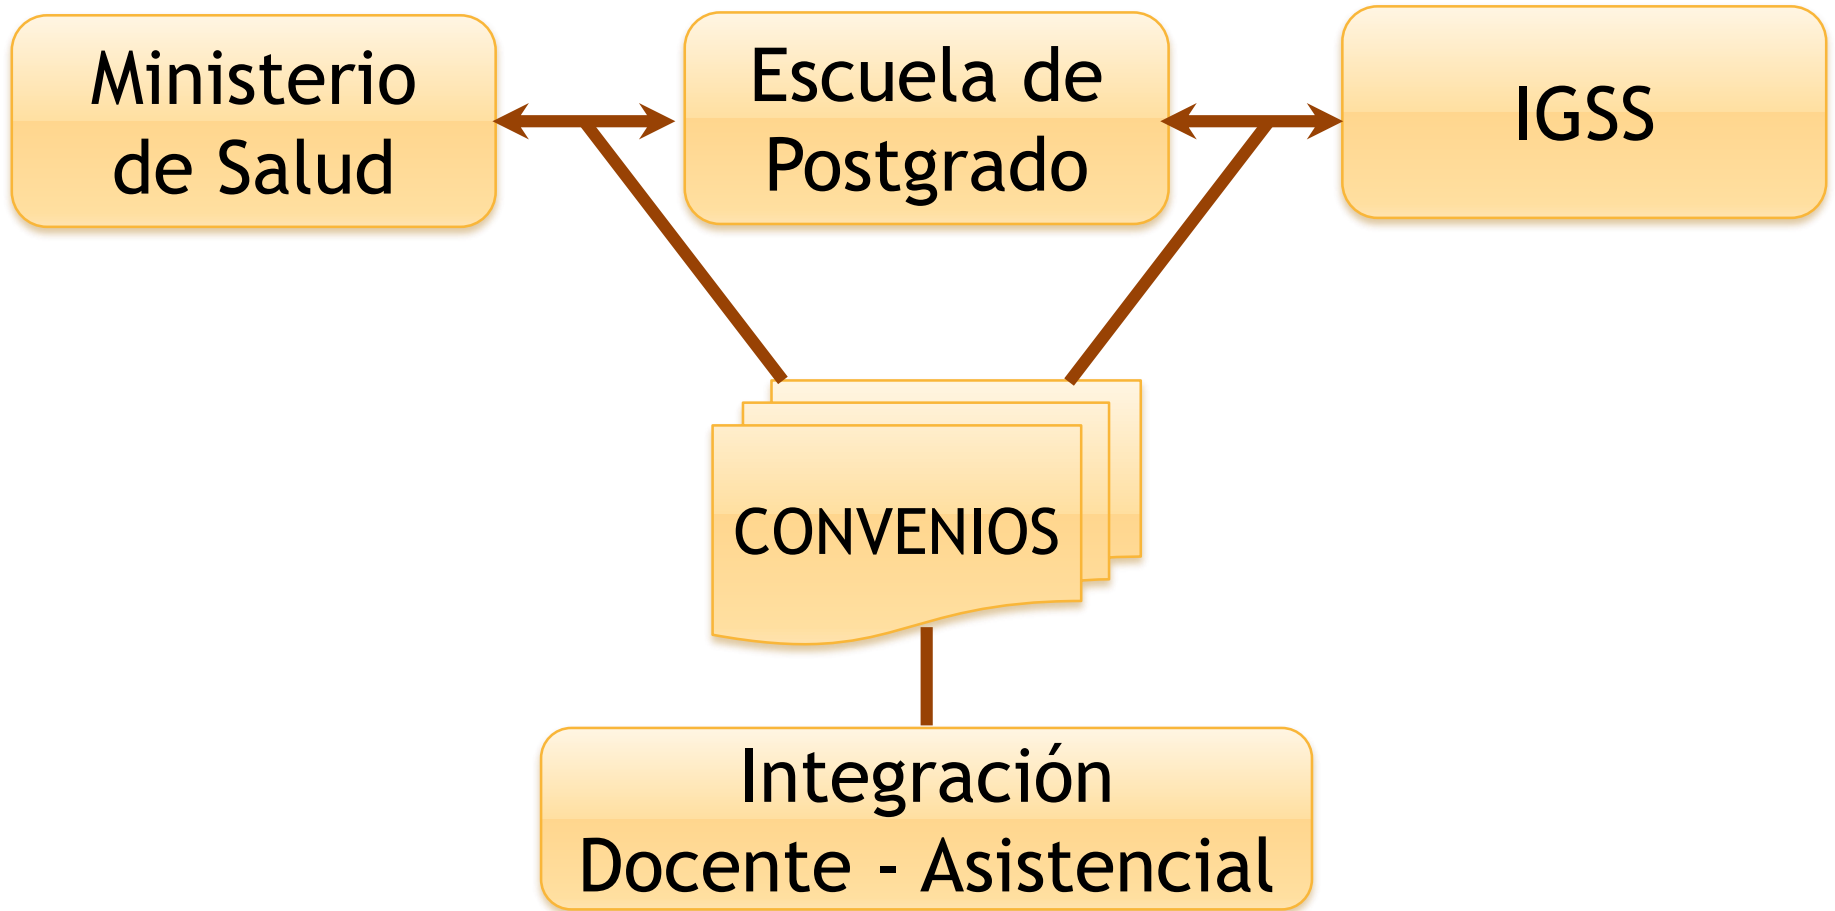 Ministerio
de Salud
Escuela de
Postgrado
IGSS
CONVENIOS
Integración
Docente - Asistencial